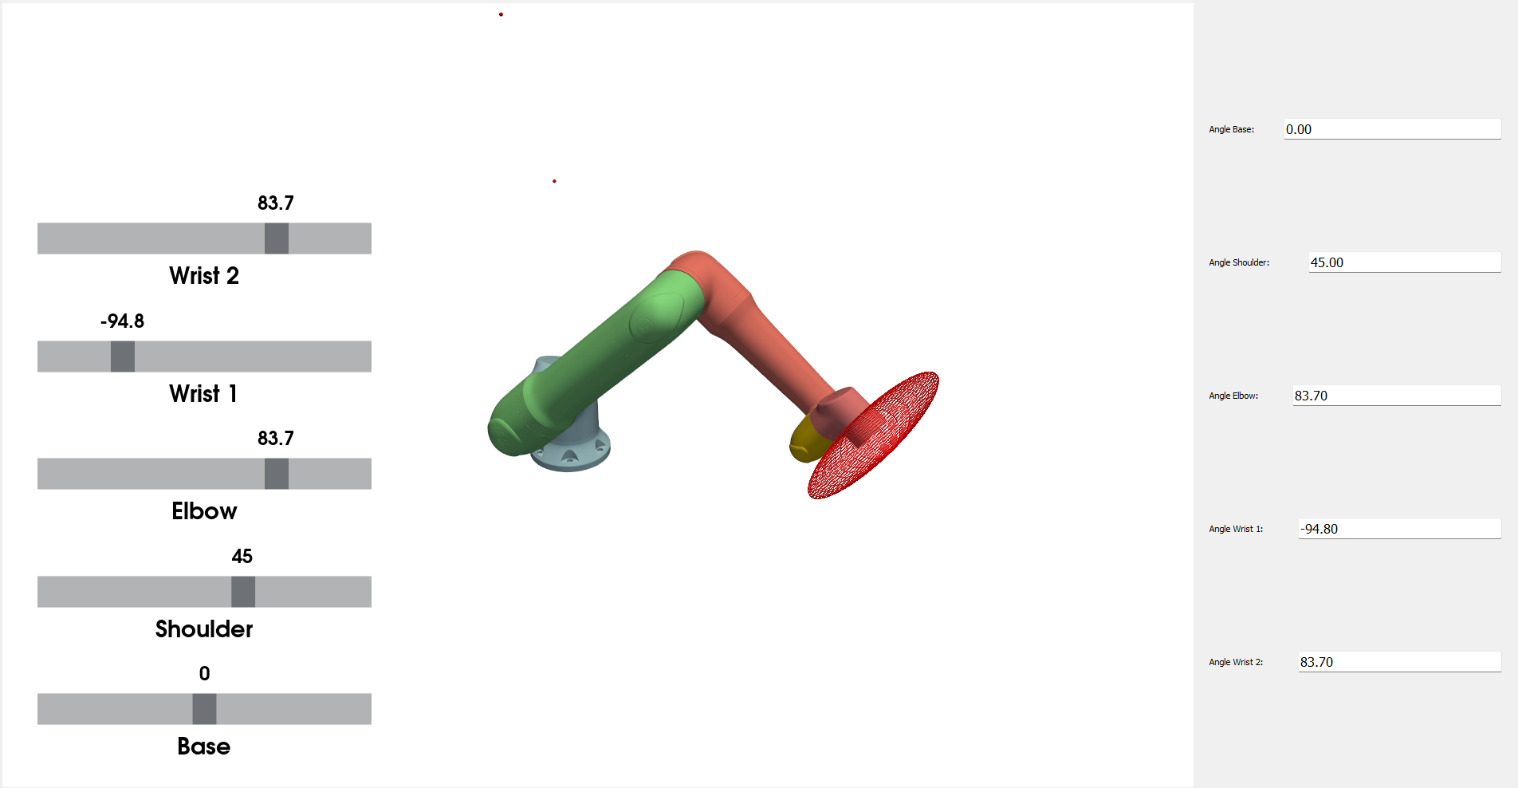 83.7
Wrist 2
-94.8
Wrist 1
83.7
Elbow
45
Shoulder
0
Base
Angle Base: 0.00
Angle Shoulder: 45.00
Angle Elbow: 83.70
Angle Wrist 1: -94.80
Angle Wrist 2: 83.70